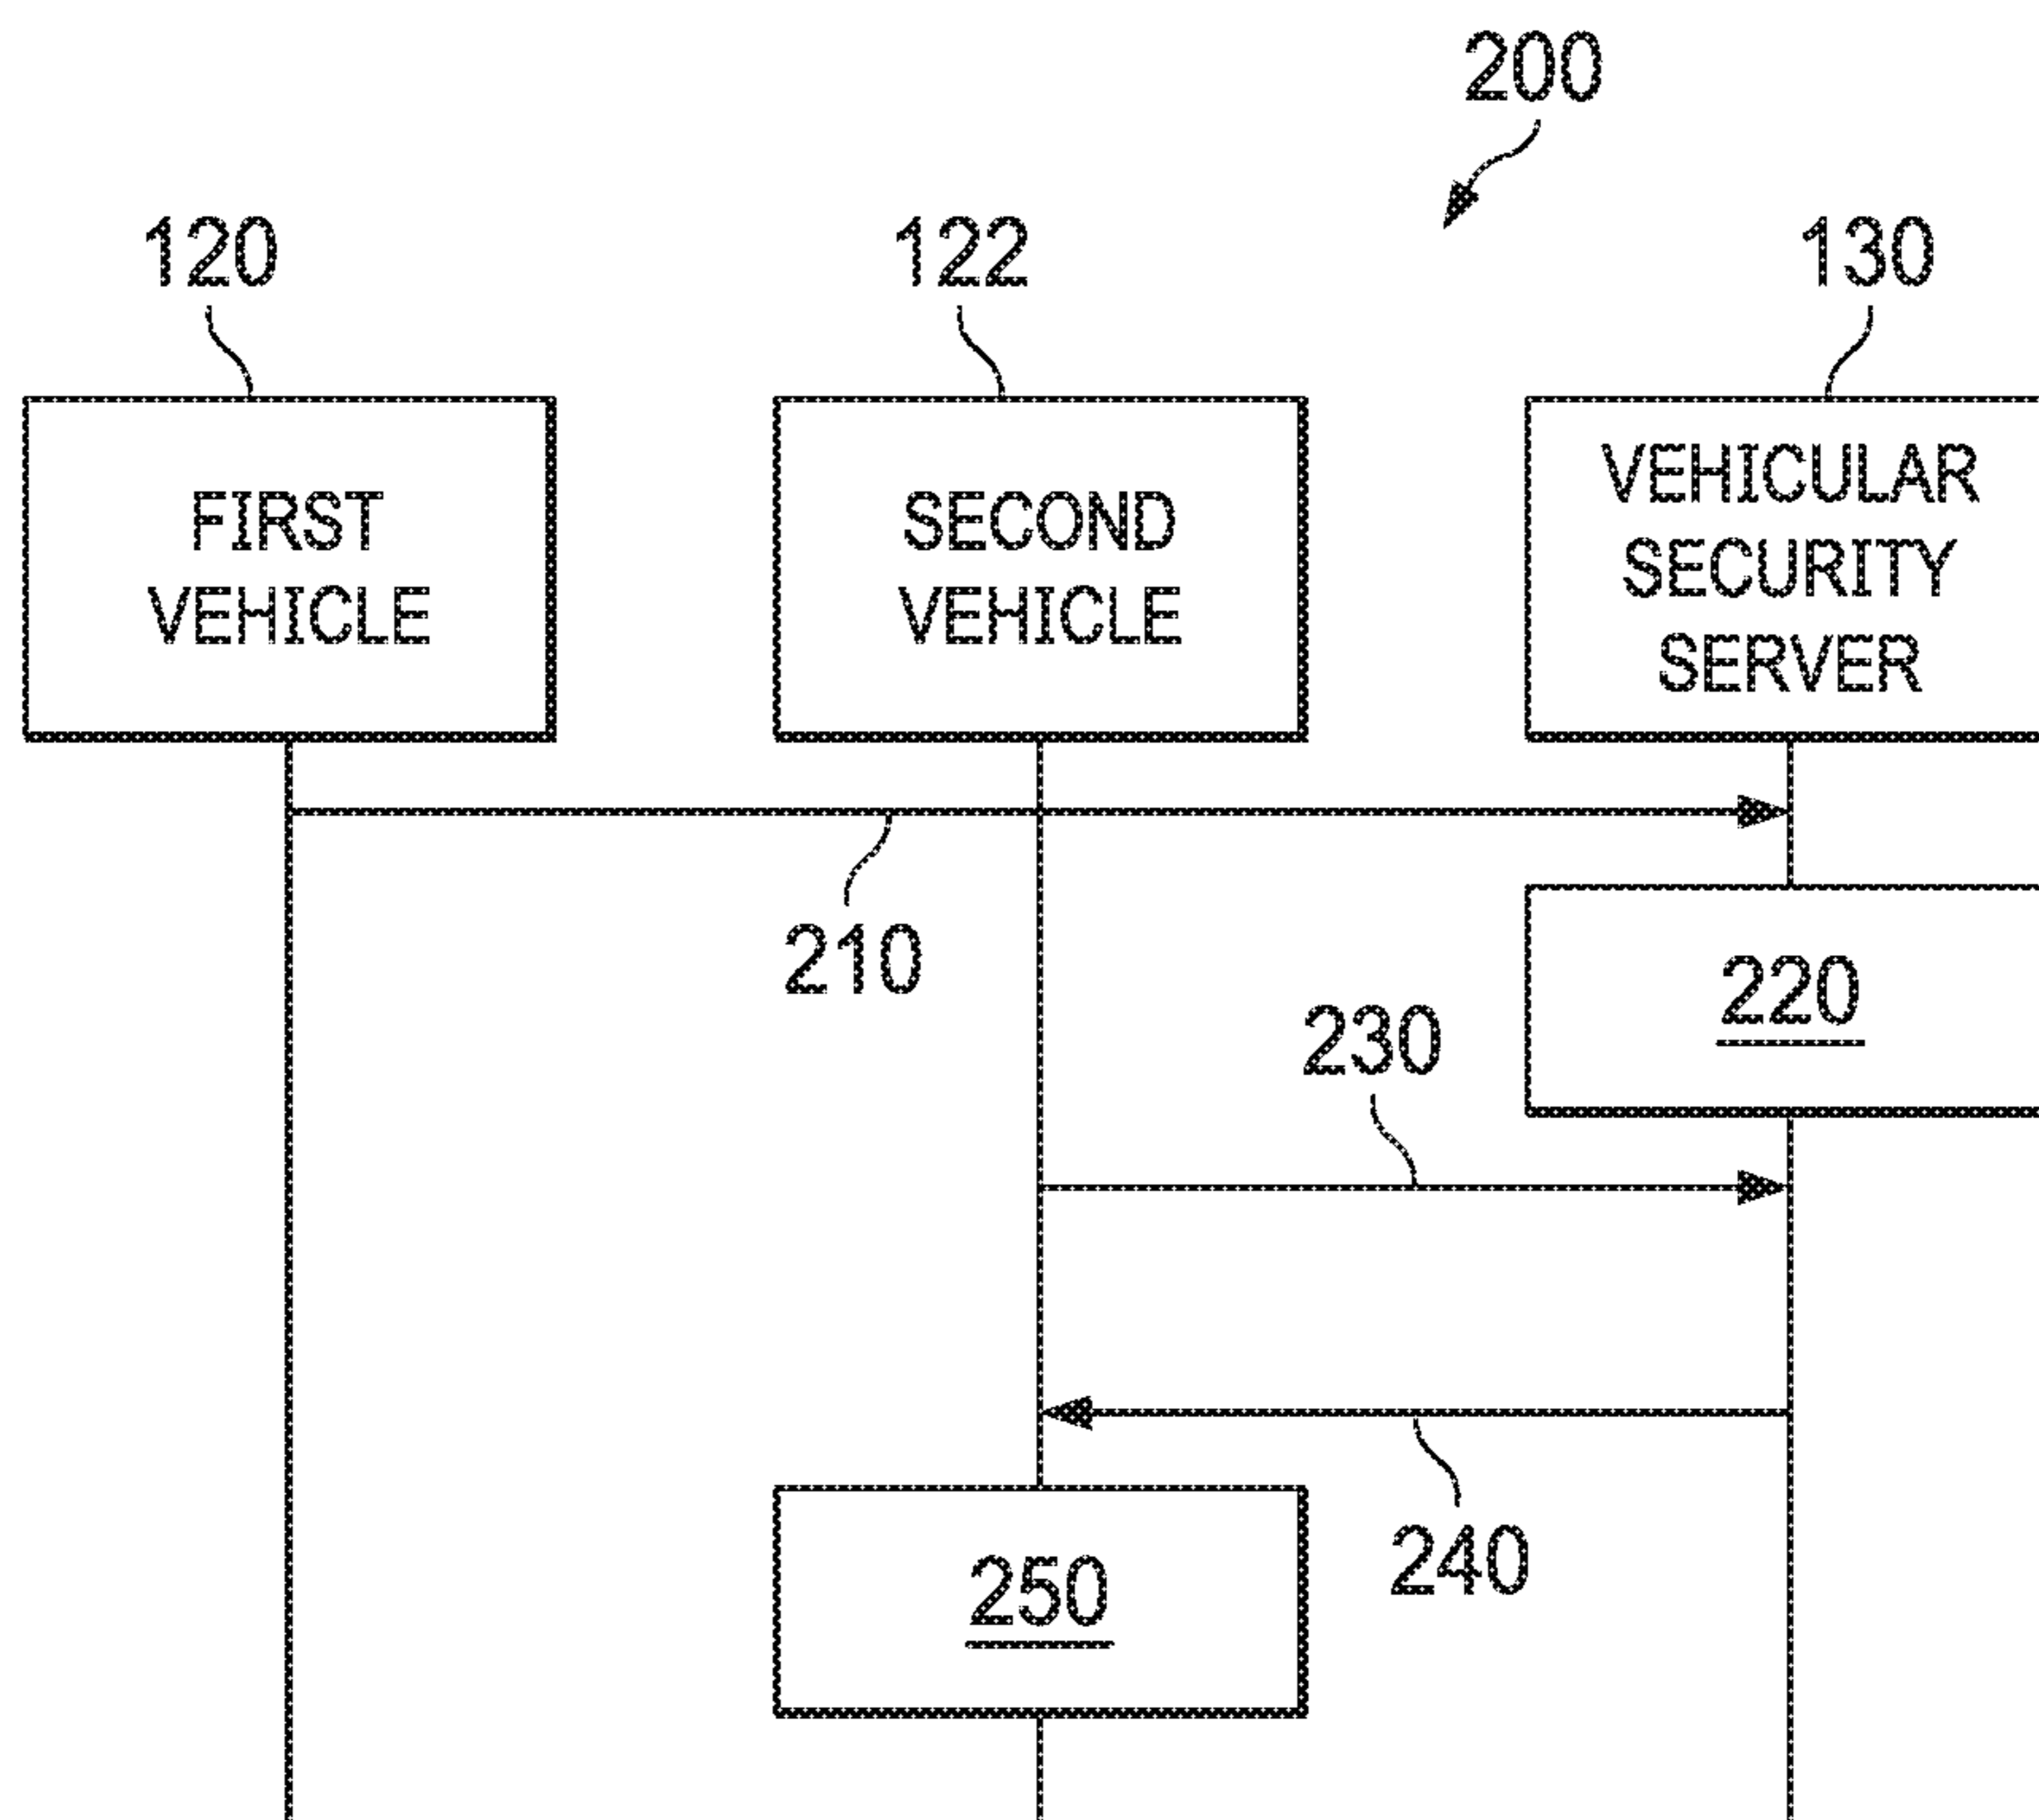 200
120
122
130
FIRST
VEHICLE
SECOND
VEHICLE
VEHICULAR
SECURITY
SERVER
210
220
230
240
250